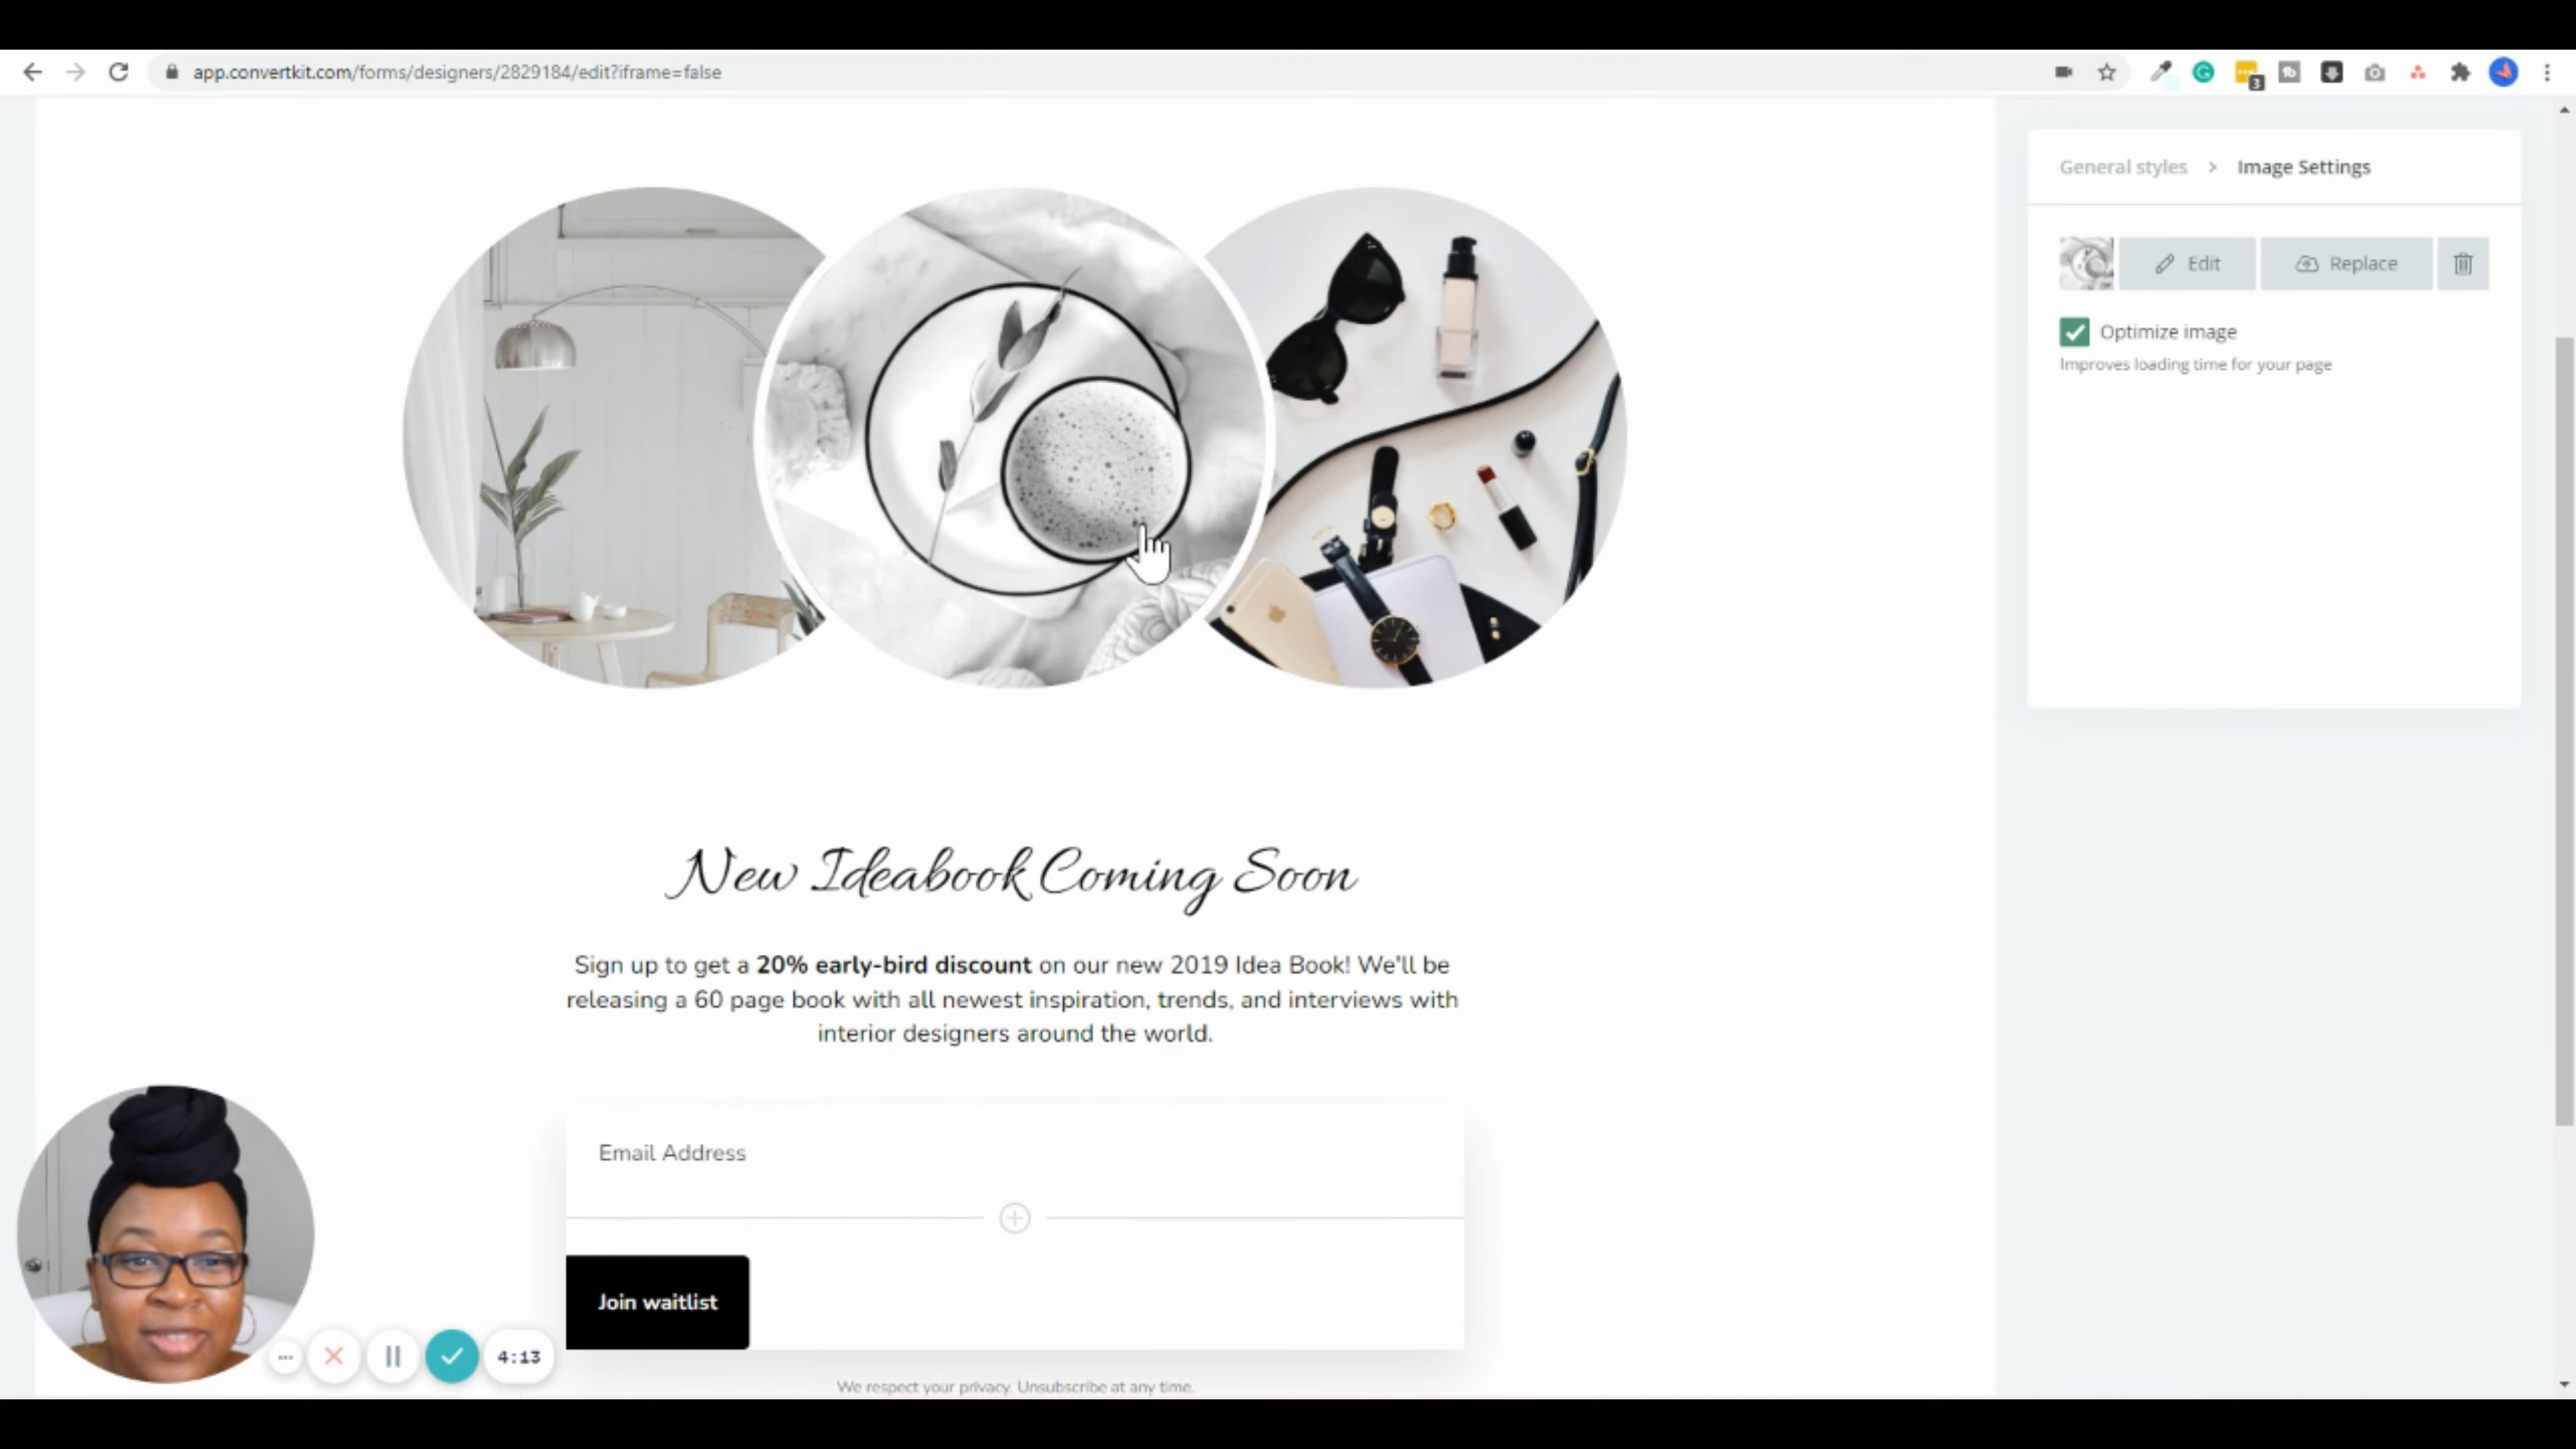 app.convertkit.com/forms/designers/2829184/edit?iframe=false
3
General styles > Image Settings
Edit
Replace
Optimize image
Improves loading time for your page
New Ideabook Coming Soon
Sign up to get a 20% early-bird discount on our new 2019 Idea Book! We'll be
releasing a 60 page book with all newest inspiration, trends, and interviews with
interior designers around the world.
Email Address
Join waitlist
4:13
We respect your privacy. Unsubscribe at any time.